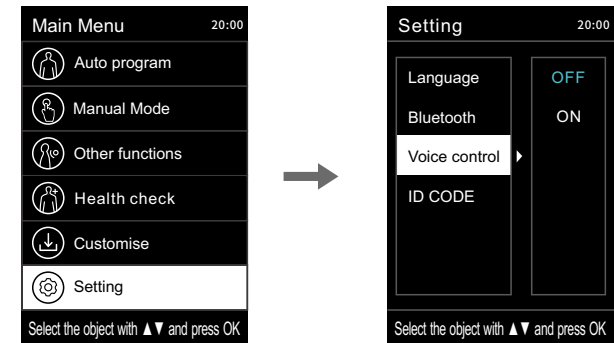 Main Menu 20:00
Auto program
Manual Mode
Other functions
Health check
Customise
Setting
Select the object with ▲▼ and press OK
Setting 20:00
Language OFF
Bluetooth ON
Voice control
ID CODE
Select the object with ▲▼ and press OK